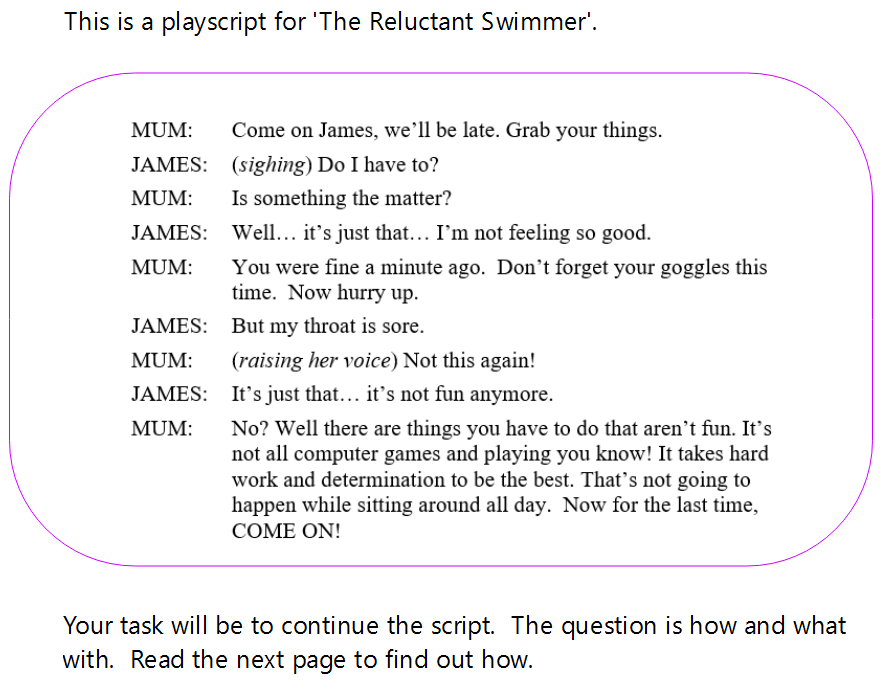 This is a playscript for 'The Reluctant Swimmer'.
MUM: Come on James, we’ll be late. Grab your things.
JAMES: (sighing) Do I have to?
MUM: Is something the matter?
JAMES: Well… it’s just that… I’m not feeling so good.
MUM: You were fine a minute ago.  Don’t forget your goggles this
time.  Now hurry up.
JAMES: But my throat is sore.
MUM: (raising her voice) Not this again!
JAMES: It’s just that… it’s not fun anymore.
MUM: No? Well there are things you have to do that aren’t fun. It’s
not all computer games and playing you know! It takes hard
work and determination to be the best. That’s not going to
happen while sitting around all day.  Now for the last time,
COME ON!
Your task will be to continue the script.  The question is how and what
with.  Read the next page to find out how.